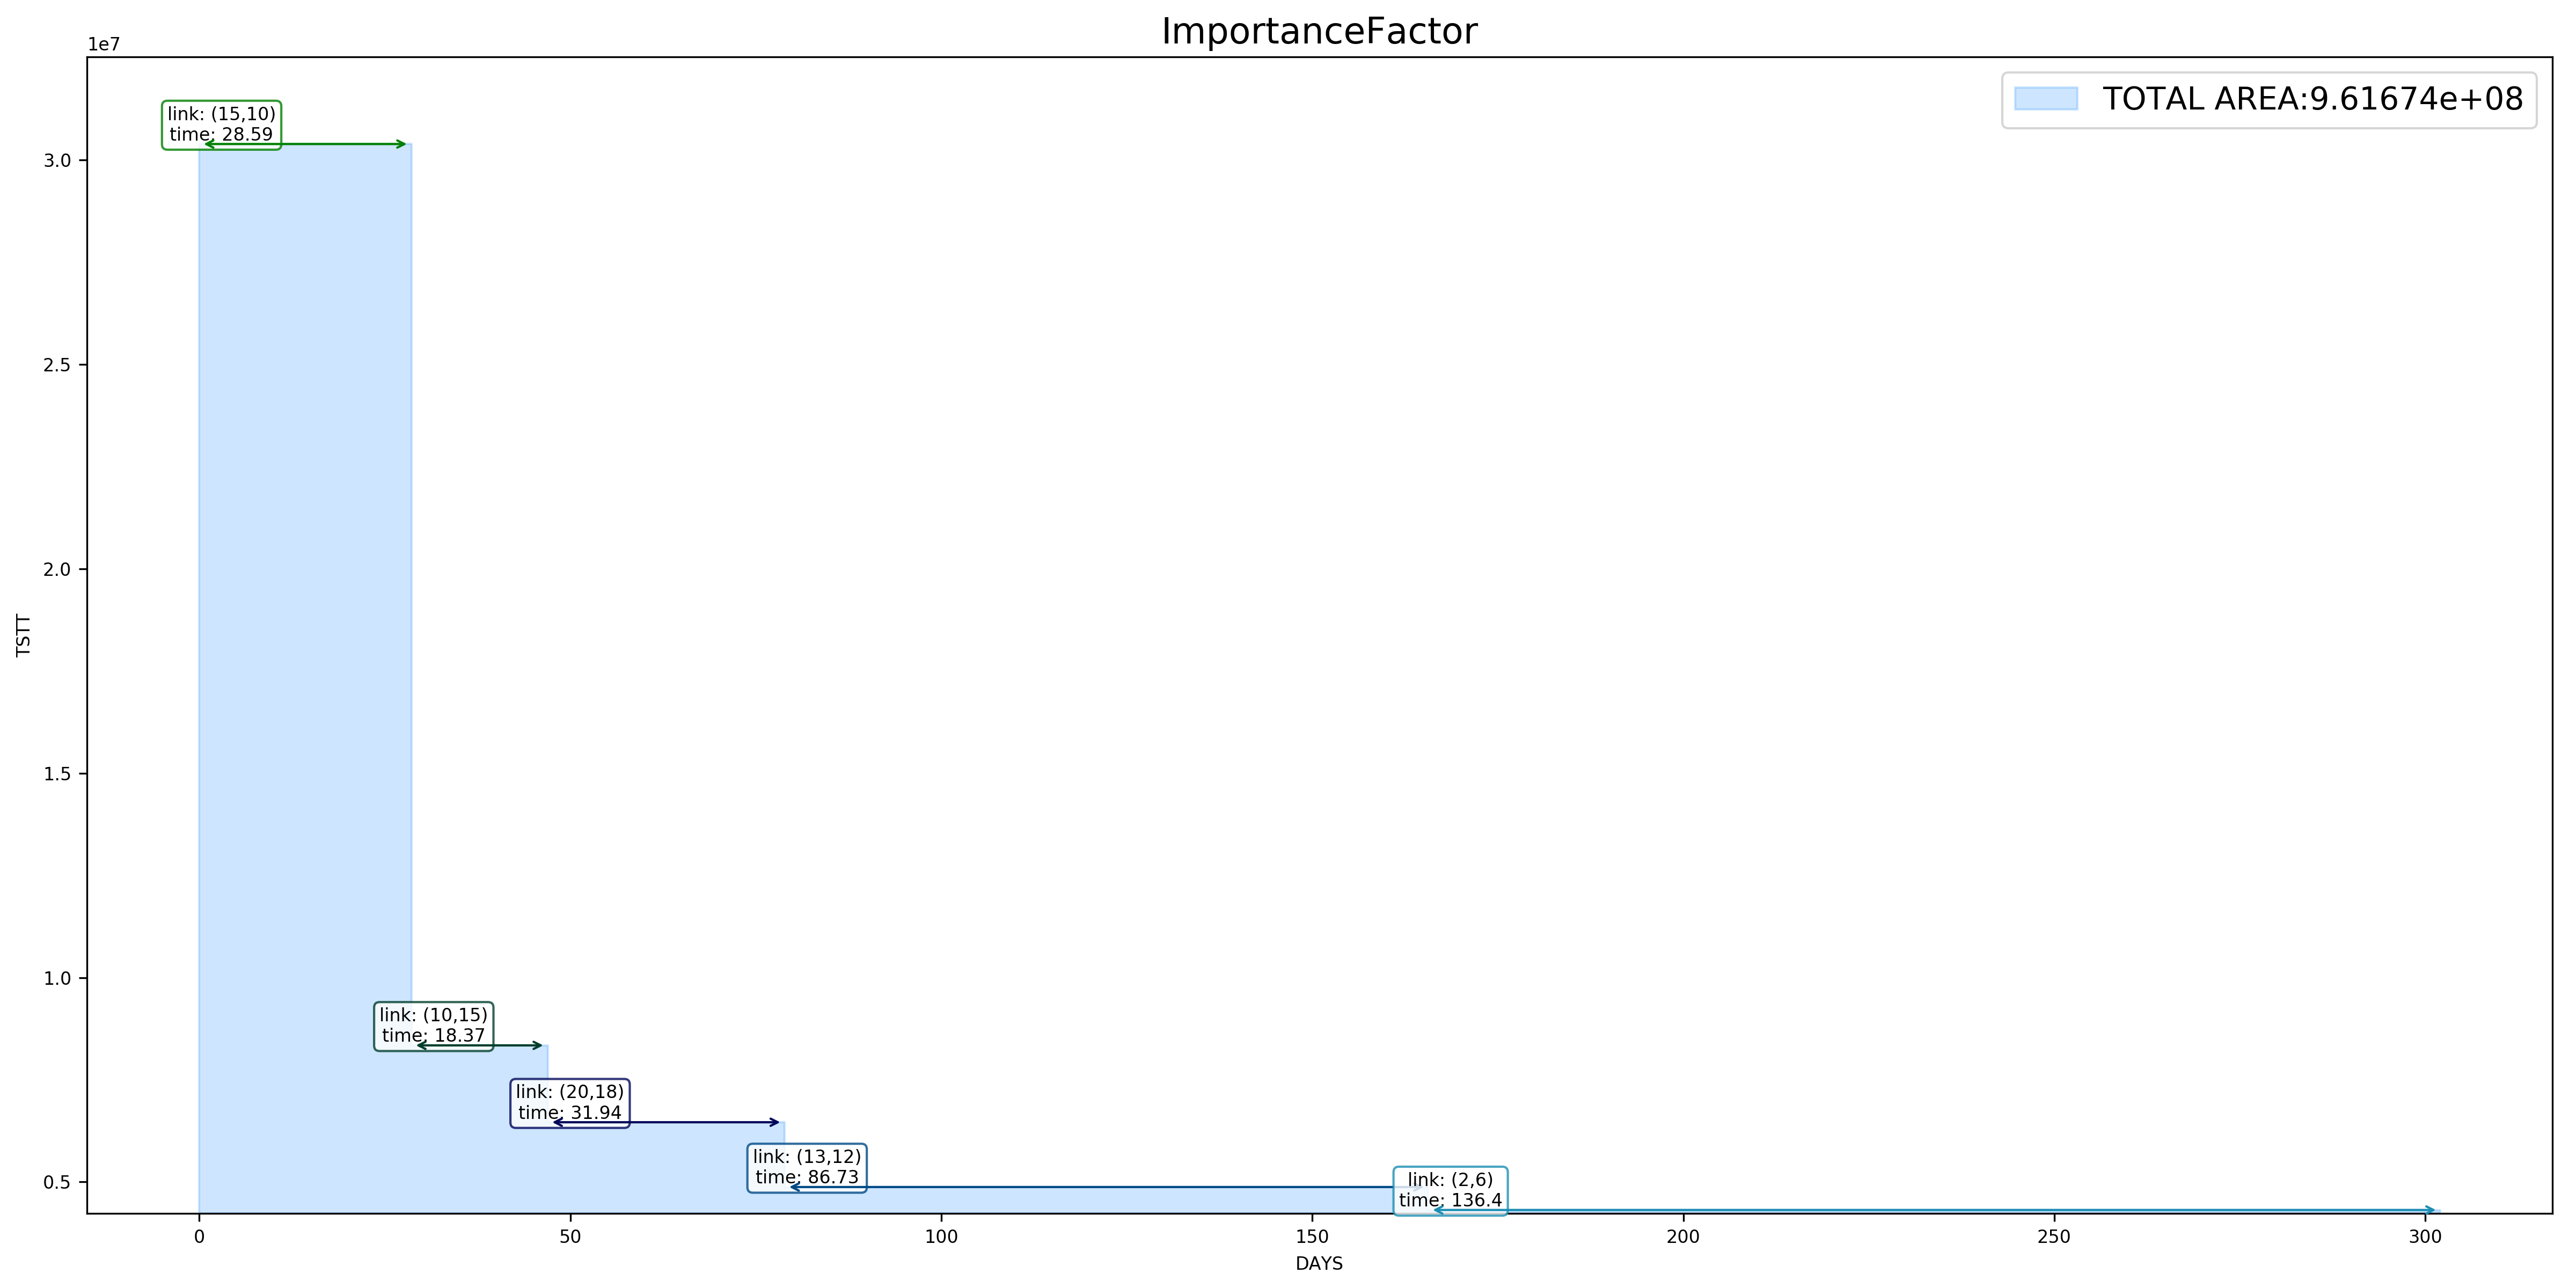 ImportanceFactor
1e7
TOTAL AREA:9.61674e+08
link: (15,10)
time: 28.59
3.0
2.5
2.0
TSTT
1.5
1.0
link: (10,15)
time: 18.37
link: (20,18)
time: 31.94
link: (13,12)
time: 86.73
link: (2,6)
time: 136.4
0.5
0 50 100 150 200 250 300
DAYS